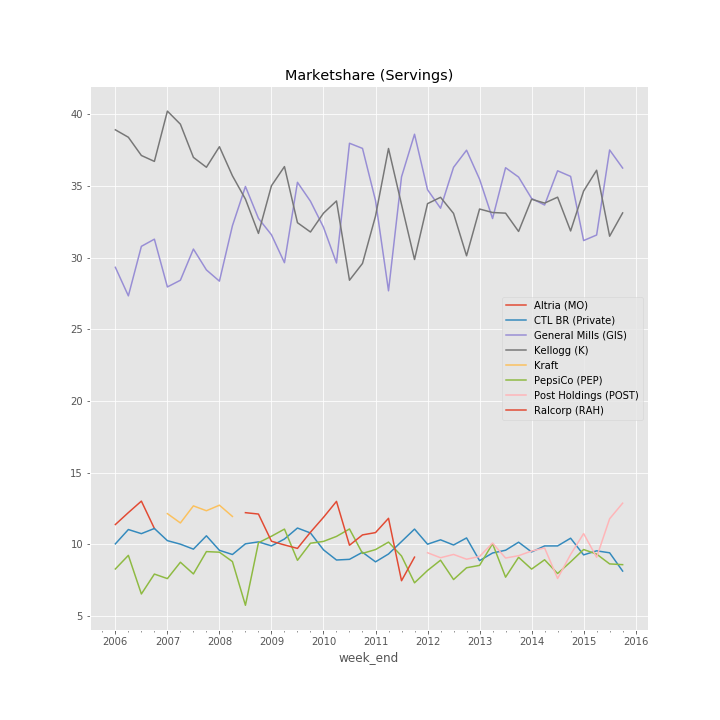 Marketshare (Servings)
40
35
30
25
20
15
10
5
Altria (MO)
CTL BR (Private)
General Mills (GIS)
Kellogg (K)
Kraft
PepsiCo (PEP)
Post Holdings (POST)
Ralcorp (RAH)
2006 2007 2008 2009 2010 2011 2012 2013 2014 2015 2016
week_end